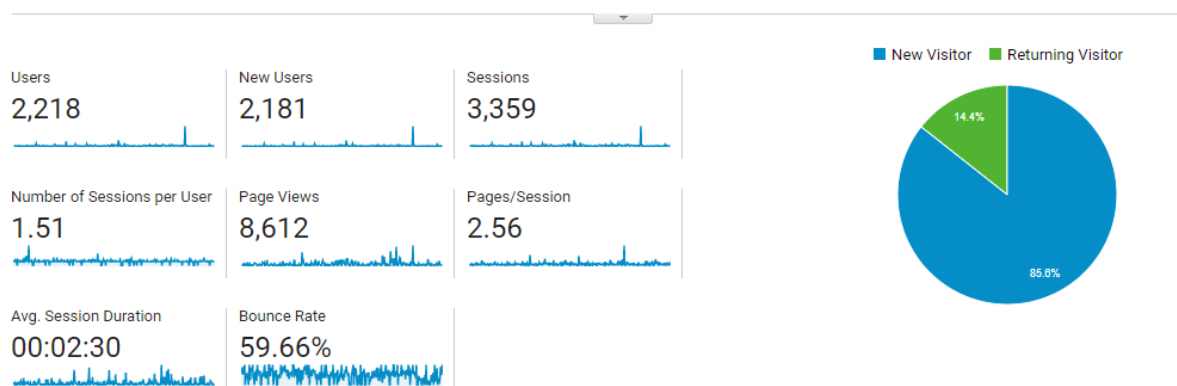 New Visitor Returning Visitor
Users New Users Sessions
2,218 2,181 3,359
14.4%
Number of Sessions per User Page Views Pages/Session
1.51 8,612 2.56
85.6%
Avg. Session Duration Bounce Rate
00:02:30 59.66%